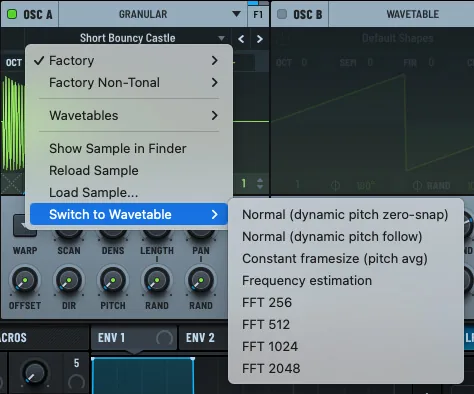 OSC A GRANULAR F1 OSC B WAVETABLE
Short Bouncy Castle Default Shapes
OCT OCT 0 SEM 0 FIN
Factory
Factory Non-Tonal
Wavetables
Show Sample in Finder
Reload Sample
Load Sample...
1 100% RAND
Switch to Wavetable
Normal (dynamic pitch zero-snap)
Normal (dynamic pitch follow)
Constant framesize (pitch avg)
Frequency estimation
FFT 256
FFT 512
FFT 1024
FFT 2048
WARP SCAN DENS LENGTH PAN
OFFSET DIR PITCH RAND RAND
ACROS ENV 1 ENV 2
5